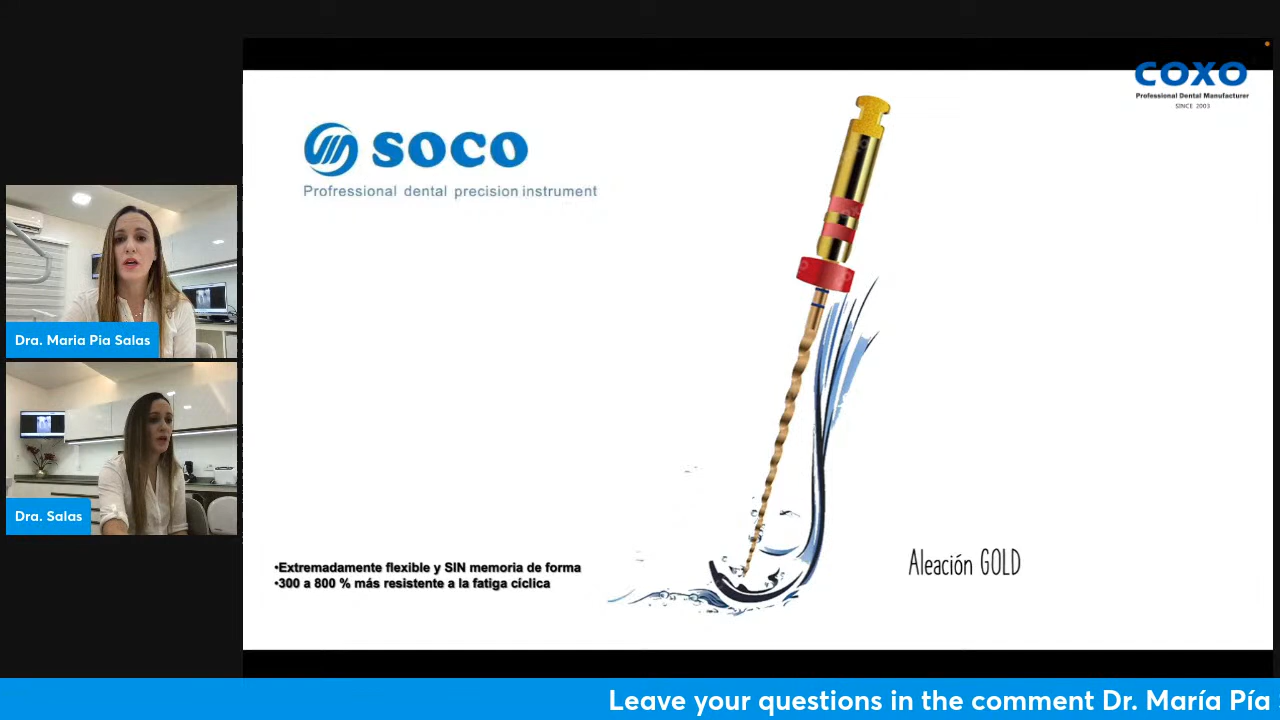 COXO
Professional Dental Manufacturer
SINCE 2003
SOCO
Profressional dental precision instrument
Dra. Maria Pia Salas
Dra. Salas
•Extremadamente flexible y SIN memoria de forma
•300 a 800 % más resistente a la fatiga cíclica
Aleación GOLD
Leave your questions in the comment Dr. María Pía